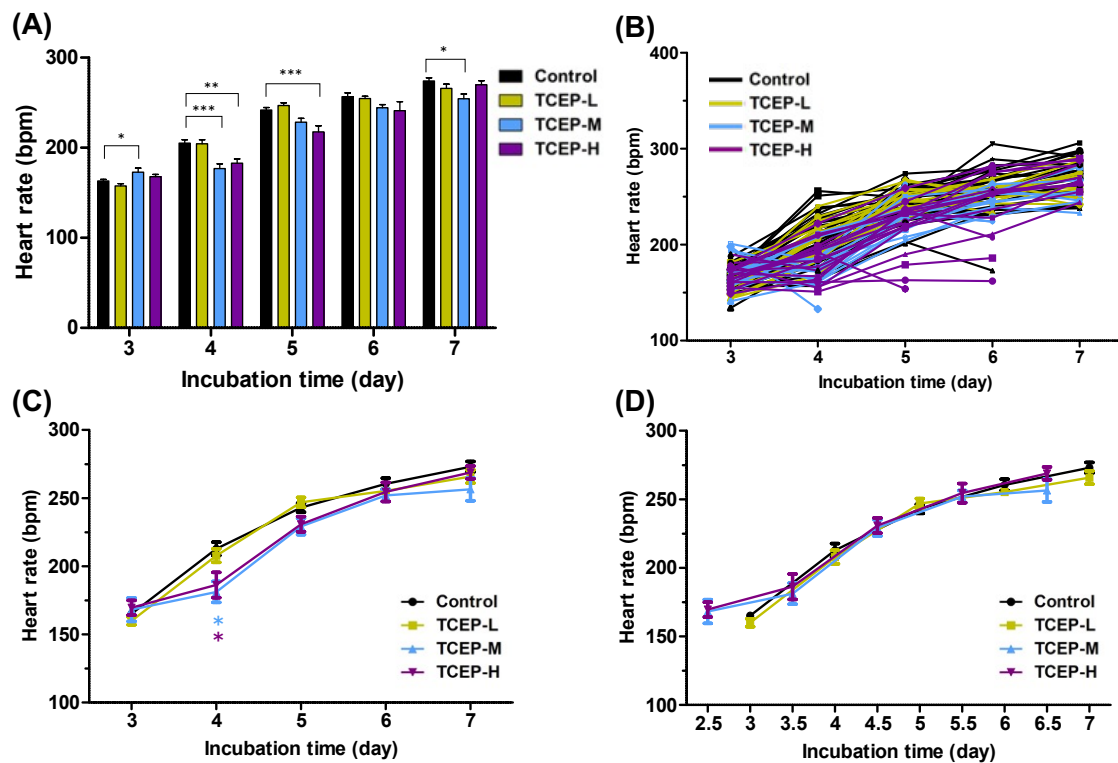 (A)
Heart rate (bpm)
300
200
100
0
* ** *** *** *
Control
TCEP-L
TCEP-M
TCEP-H
3 4 5 6 7
Incubation time (day)
(B)
Heart rate (bpm)
400
300
200
100
Control
TCEP-L
TCEP-M
TCEP-H
3 4 5 6 7
Incubation time (day)
(C)
Heart rate (bpm)
300
250
200
150
100
*
*
Control
TCEP-L
TCEP-M
TCEP-H
3 4 5 6 7
Incubation time (day)
(D)
Heart rate (bpm)
300
250
200
150
100
Control
TCEP-L
TCEP-M
TCEP-H
2.5 3 3.5 4 4.5 5 5.5 6 6.5 7
Incubation time (day)